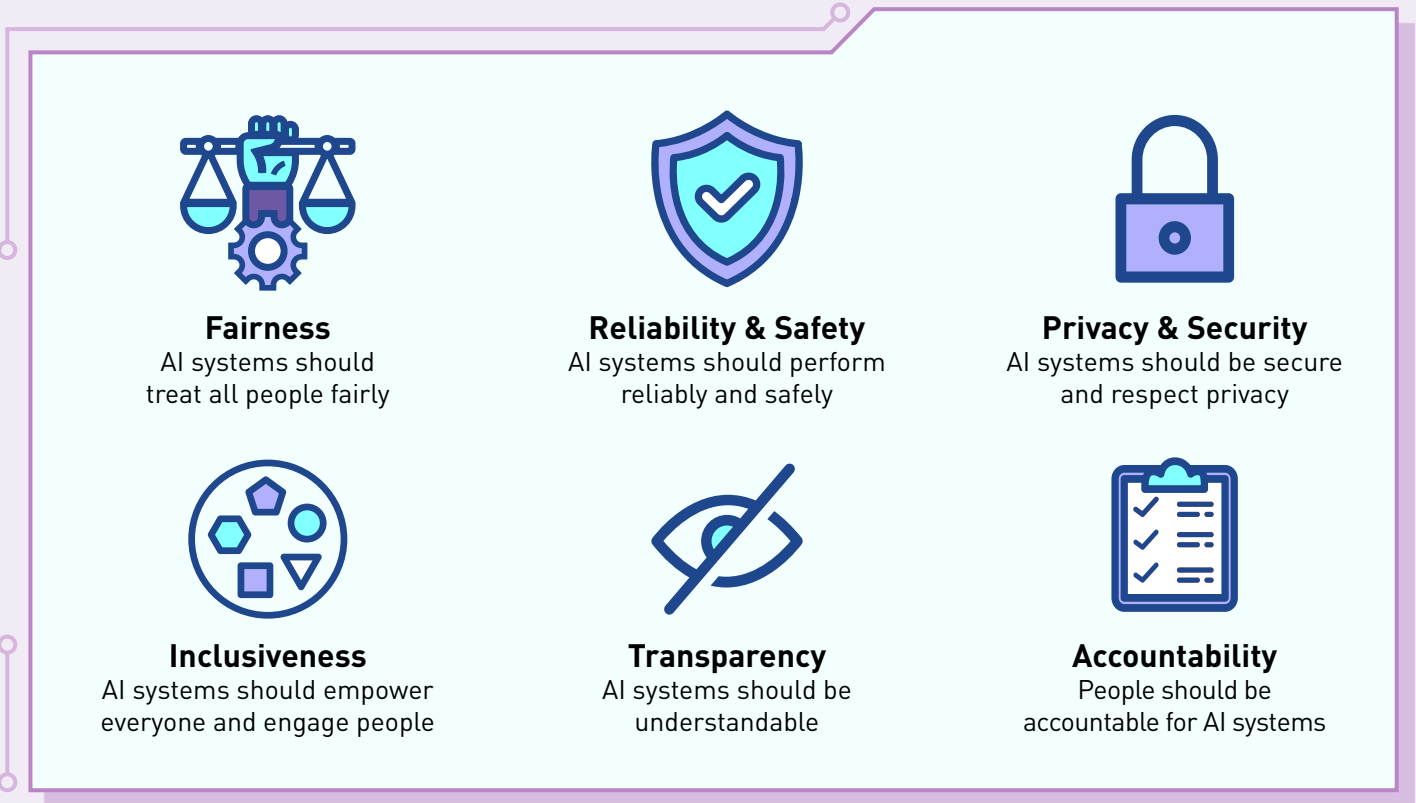 Fairness
AI systems should
treat all people fairly
Reliability & Safety
AI systems should perform
reliably and safely
Privacy & Security
AI systems should be secure
and respect privacy
Inclusiveness
AI systems should empower
everyone and engage people
Transparency
AI systems should be
understandable
Accountability
People should be
accountable for AI systems